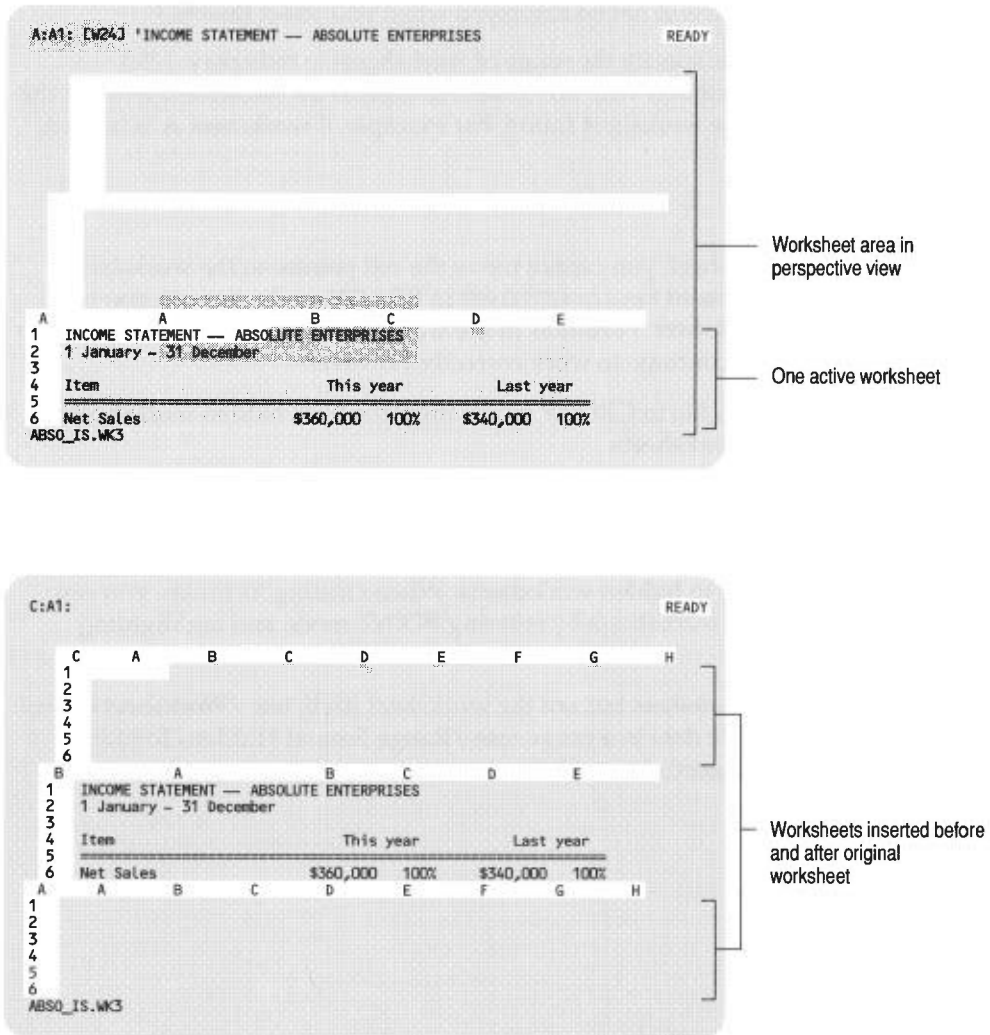 A:A1: [W24] 'INCOME STATEMENT — ABSOLUTE ENTERPRISES READY
A A B C D E
1 INCOME STATEMENT — ABSOLUTE ENTERPRISES
2 1 January – 31 December
3
4 Item This year Last year
5
6 Net Sales $360,000 100% $340,000 100%
ABSO_IS.WK3
Worksheet area in
perspective view
One active worksheet
C:A1: READY
C A B C D E F G H
1
2
3
4
5
6
B A B C D E
1 INCOME STATEMENT — ABSOLUTE ENTERPRISES
2 1 January – 31 December
3
4 Item This year Last year
5
6 Net Sales $360,000 100% $340,000 100%
A A B C D E F G H
1
2
3
4
5
6
ABSO_IS.WK3
Worksheets inserted before
and after original
worksheet